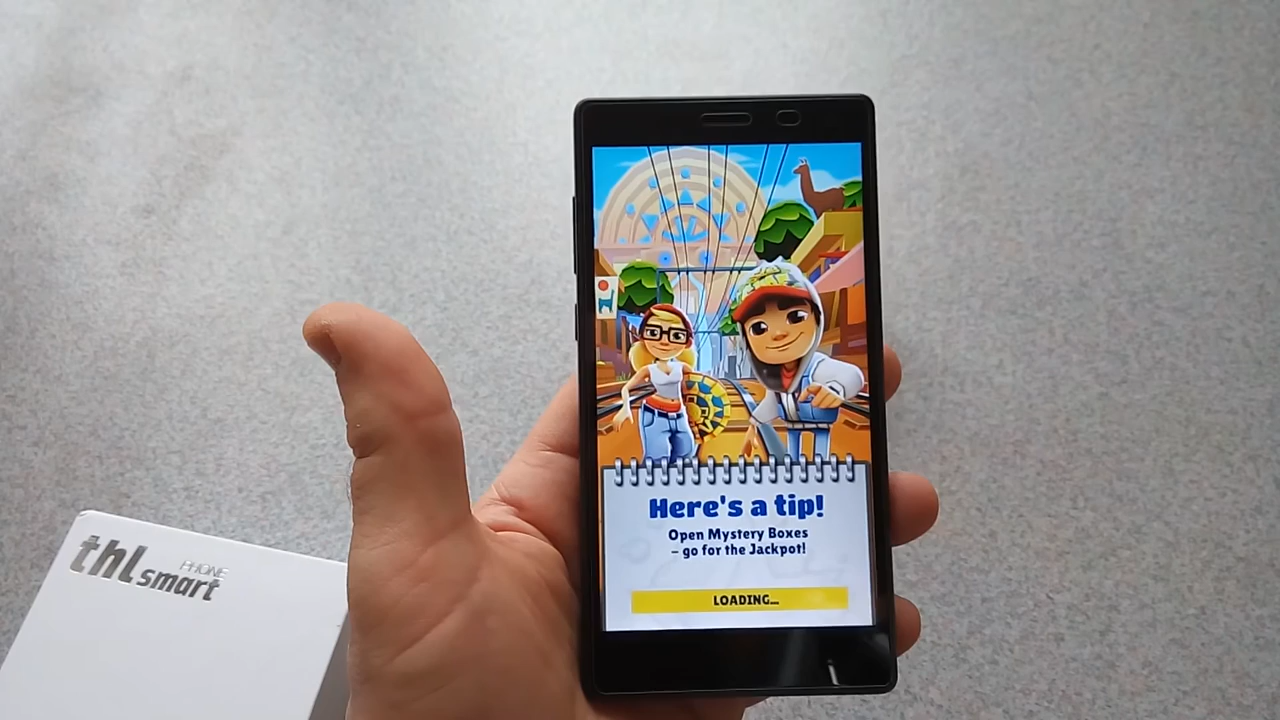 Here's a tip!
Open Mystery Boxes
– go for the Jackpot!
LOADING...
thL PHONE
smart